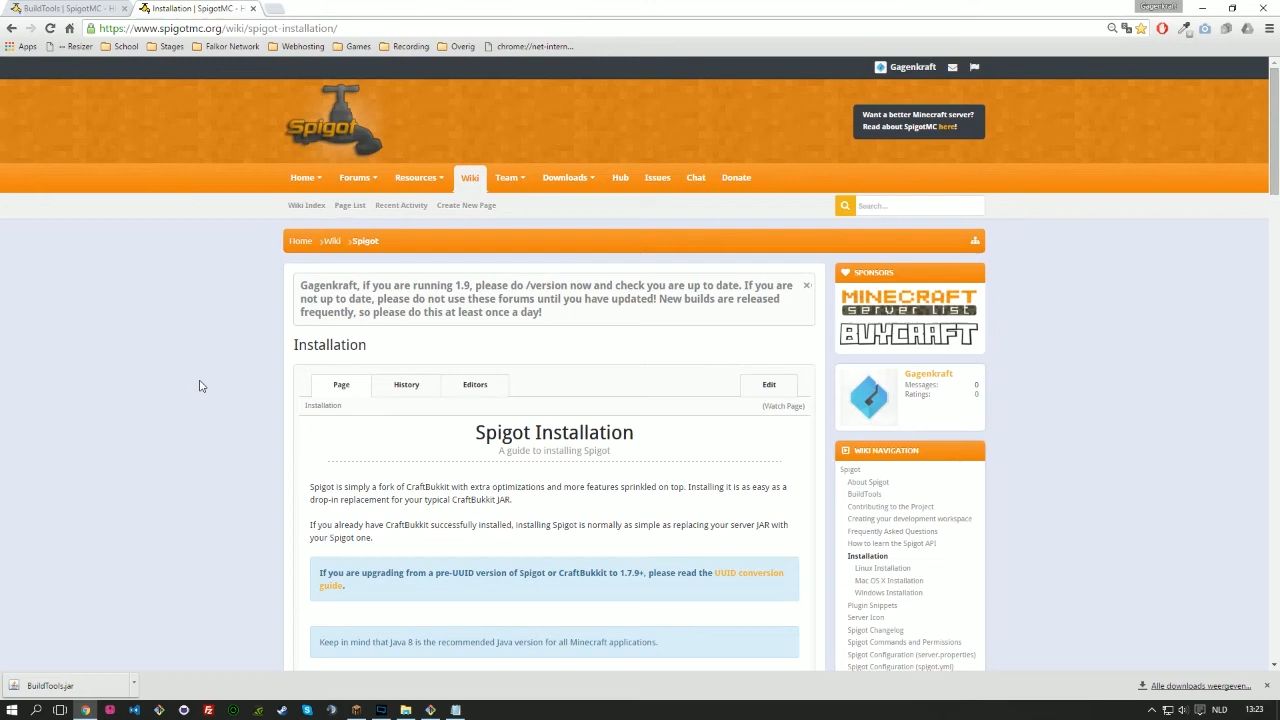 BuildTools | SpigotMC - H
Installation | SpigotMC -
Gagenkraft
https://www.spigotmc.org/wiki/spigot-installation/
Apps
-- Resizer
School
Stages
Falkor Network
Webhosting
Games
Recording
Overig
chrome://net-intern...
Gagenkraft
Spigot
Want a better Minecraft server?
Read about SpigotMC here!
Home
Forums
Resources
Wiki
Team
Downloads
Hub
Issues
Chat
Donate
Wiki Index
Page List
Recent Activity
Create New Page
Search...
Home
Wiki
Spigot
Gagenkraft, if you are running 1.9, please do /version now and check you are up to date. If you are
not up to date, please do not use these forums until you have updated! New builds are released
frequently, so please do this at least once a day!
Installation
Page
History
Editors
Edit
Installation
(Watch Page)
Spigot Installation
A guide to installing Spigot
Spigot is simply a fork of CraftBukkit with extra optimizations and more features sprinkled on top. Installing it is as easy as a
drop-in replacement for your typical CraftBukkit JAR.
If you already have CraftBukkit successfully installed, installing Spigot is normally as simple as replacing your server JAR with
your Spigot one.
If you are upgrading from a pre-UUID version of Spigot or CraftBukkit to 1.7.9+, please read the UUID conversion
guide.
Keep in mind that Java 8 is the recommended Java version for all Minecraft applications.
SPONSORS
MINECRAFT
server list
BUYCRAFT
Gagenkraft
Messages: 0
Ratings: 0
WIKI NAVIGATION
Spigot
About Spigot
BuildTools
Contributing to the Project
Creating your development workspace
Frequently Asked Questions
How to learn the Spigot API
Installation
Linux Installation
Mac OS X Installation
Windows Installation
Plugin Snippets
Server Icon
Spigot Changelog
Spigot Commands and Permissions
Spigot Configuration (server.properties)
Spigot Configuration (spigot.yml)
BuildTools.jar
Alle downloads weergeven...
NLD
13:23